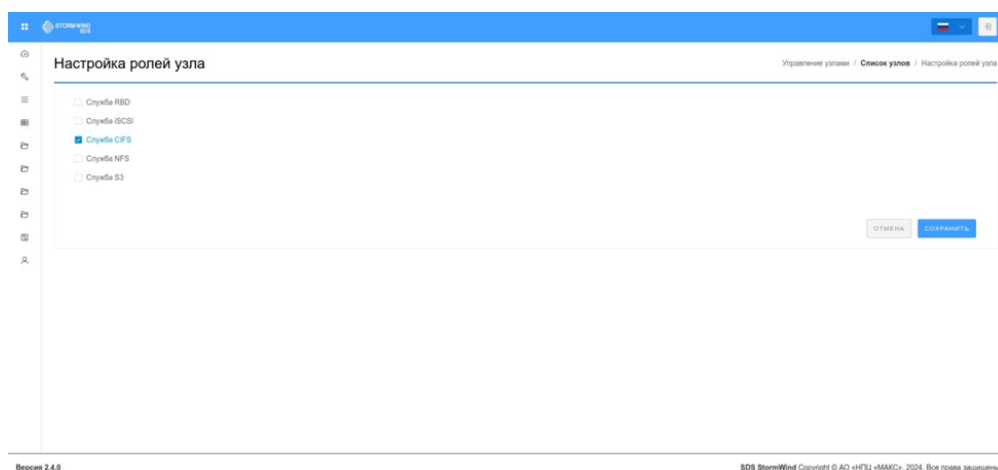 STORMWIND
SDS
Настройка ролей узла
Управление узлами / Список узлов / Настройка ролей узла
Служба RBD
Служба iSCSI
Служба CIFS
Служба NFS
Служба S3
ОТМЕНА
СОХРАНИТЬ
Версия 2.4.0
SDS StormWind Copyright © АО «НПЦ «МАКС», 2024. Все права защищены